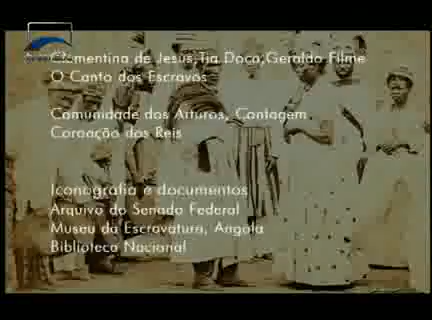 Clementina de Jesus,Tia Doca,Geraldo Filme
O Canto dos Escravos
Comunidade dos Arturos, Contagem
Coroação dos Reis
Iconografia e documentos
Arquivo do Senado Federal
Museu da Escravatura, Angola
Biblioteca Nacional